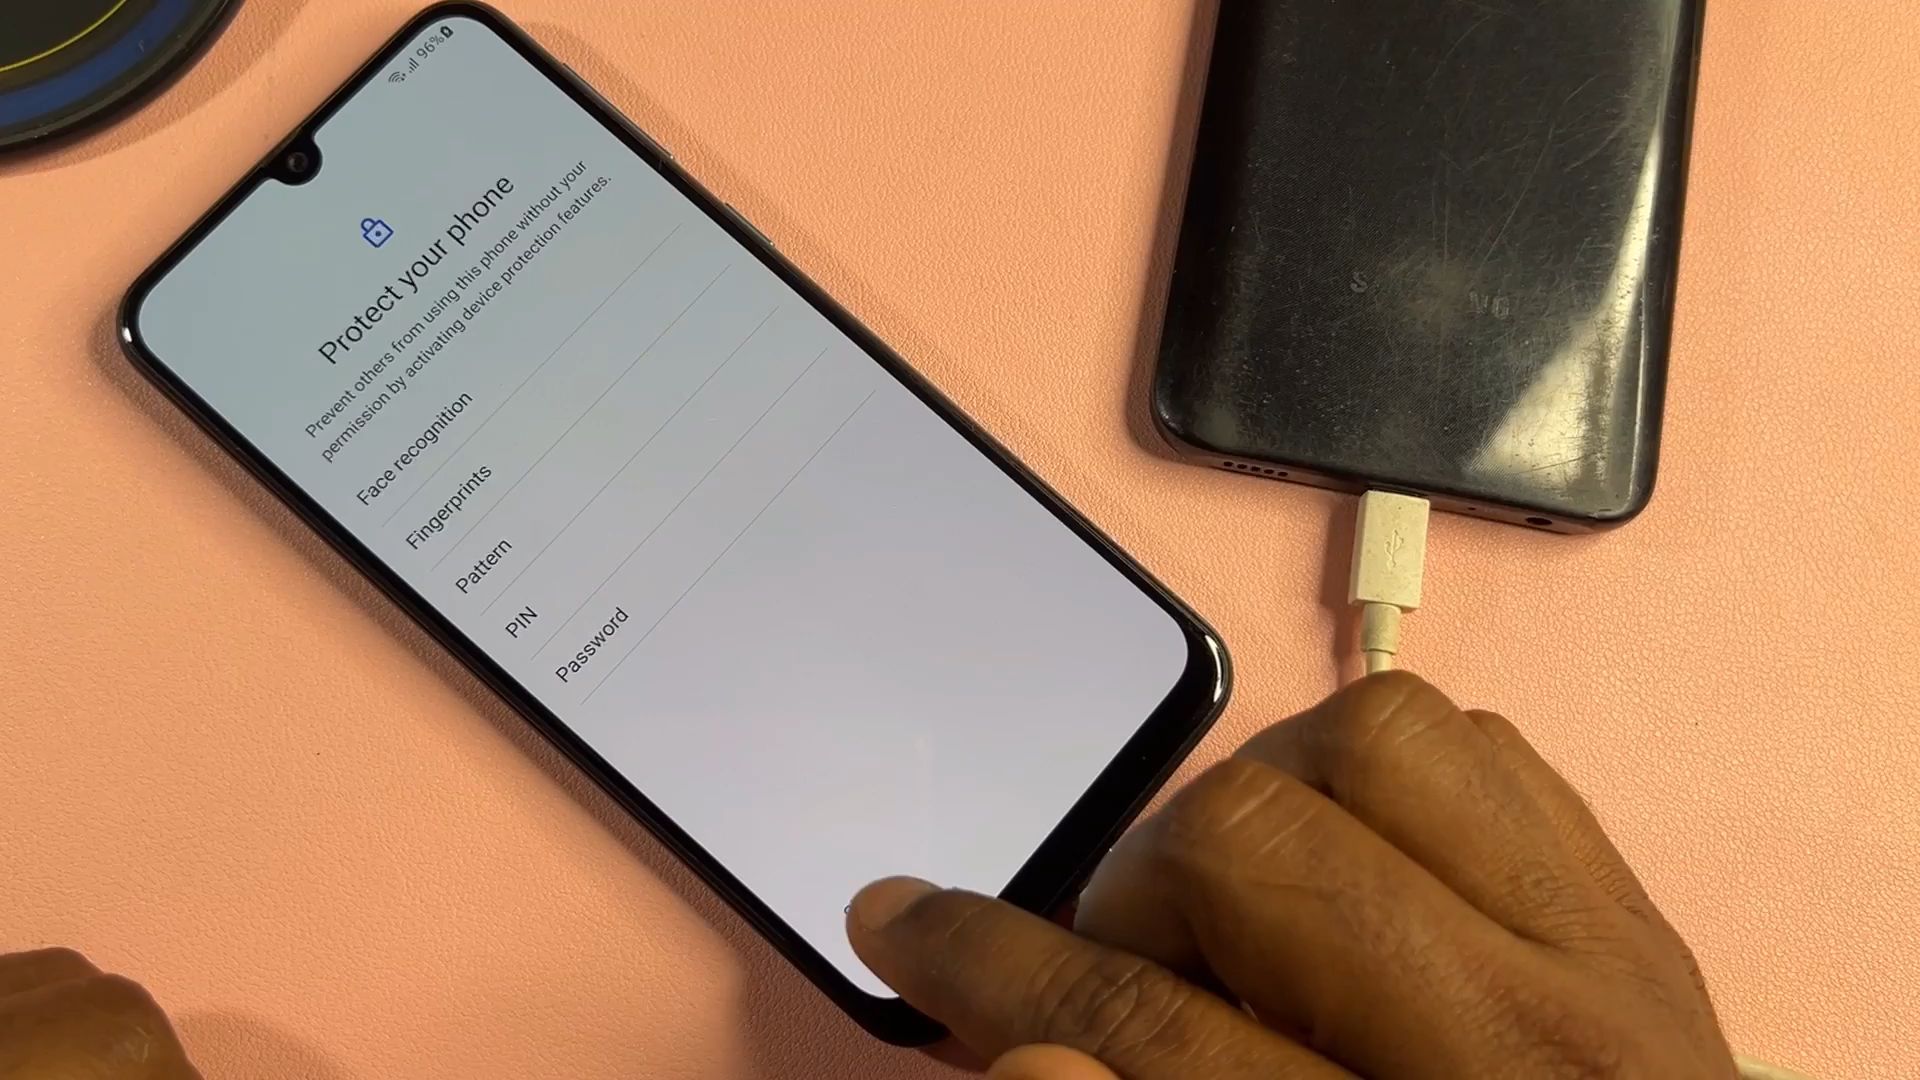 96%
Protect your phone
Prevent others from using this phone without your
permission by activating device protection features.
Face recognition
Fingerprints
Pattern
PIN
Password